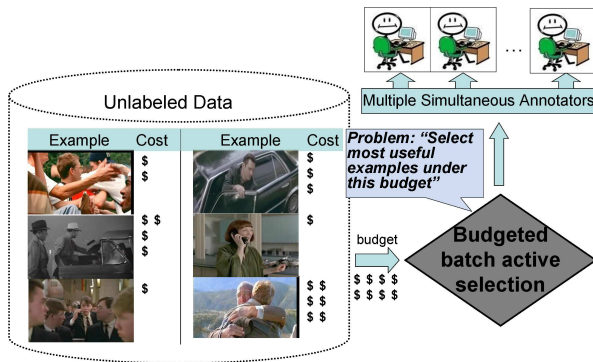 Unlabeled Data
Example Cost Example Cost
$
$
$ $
$
$
$
$
$
$
$
$ $
$ $
$ $
budget
$ $ $ $
$ $ $ $
Budgeted
batch active
selection
Problem: “Select
most useful
examples under
this budget”
Multiple Simultaneous Annotators
...